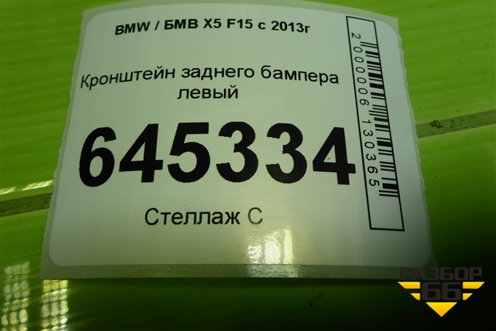 BMW / БМВ X5 F15 с 2013г
Кронштейн заднего бампера
левый
645334
Стеллаж С
2000006130365
РАЗБОР
66